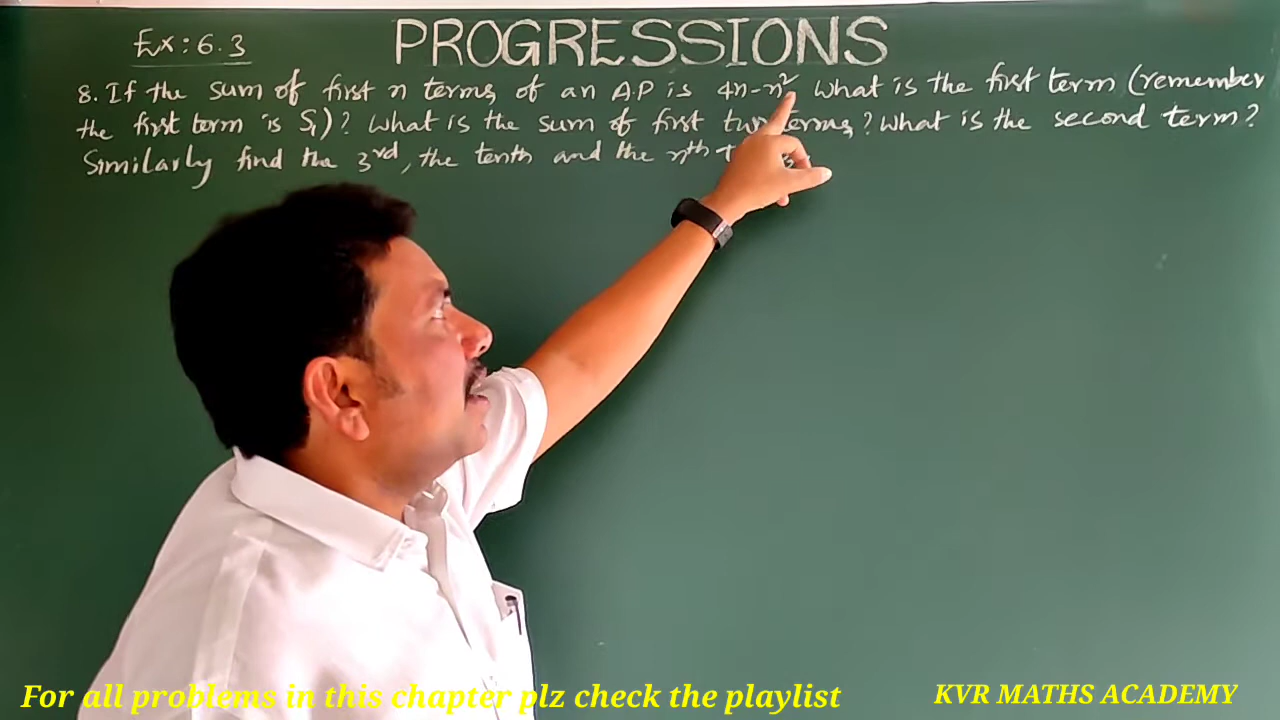 Ex: 6.3
PROGRESSIONS
8. If the sum of first n terms of an A.P is 4n-n² what is the first term (remember
the first term is S₁)? What is the sum of first two terms? What is the second term?
Similarly find the 3rd, the tenth and the nth
For all problems in this chapter plz check the playlist
KVR MATHS ACADEMY